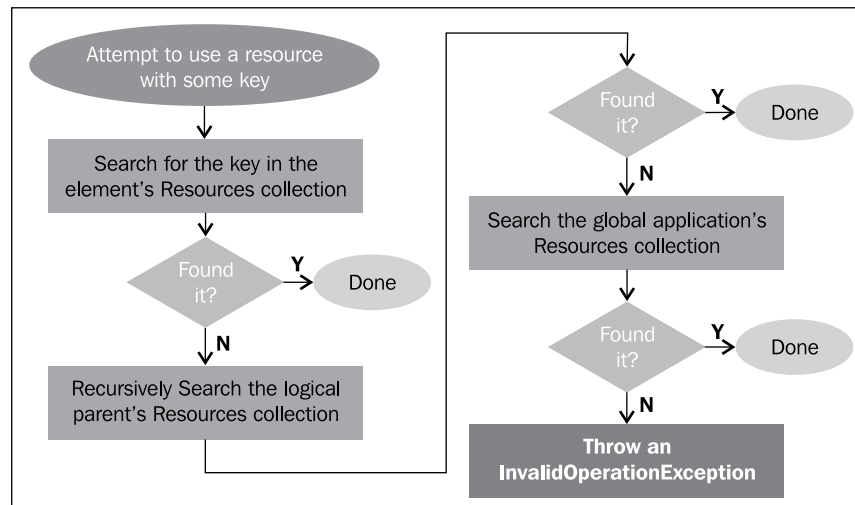 Attempt to use a resource
with some key
Search for the key in the
element's Resources collection
Found
it?
Y
Done
N
Recursively Search the logical
parent's Resources collection
Found
it?
Y
Done
N
Search the global application's
Resources collection
Found
it?
Y
Done
N
Throw an
InvalidOperationException